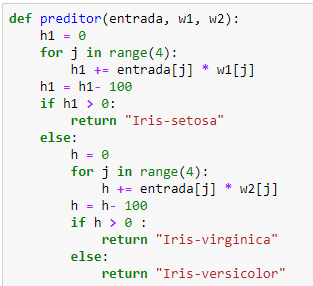 def preditor(entrada, w1, w2):
    h1 = 0
    for j in range(4):
        h1 += entrada[j] * w1[j]
    h1 = h1- 100
    if h1 > 0:
        return "Iris-setosa"
    else:
        h = 0
        for j in range(4):
            h += entrada[j] * w2[j]
        h = h- 100
        if h > 0 :
            return "Iris-virginica"
        else:
            return "Iris-versicolor"